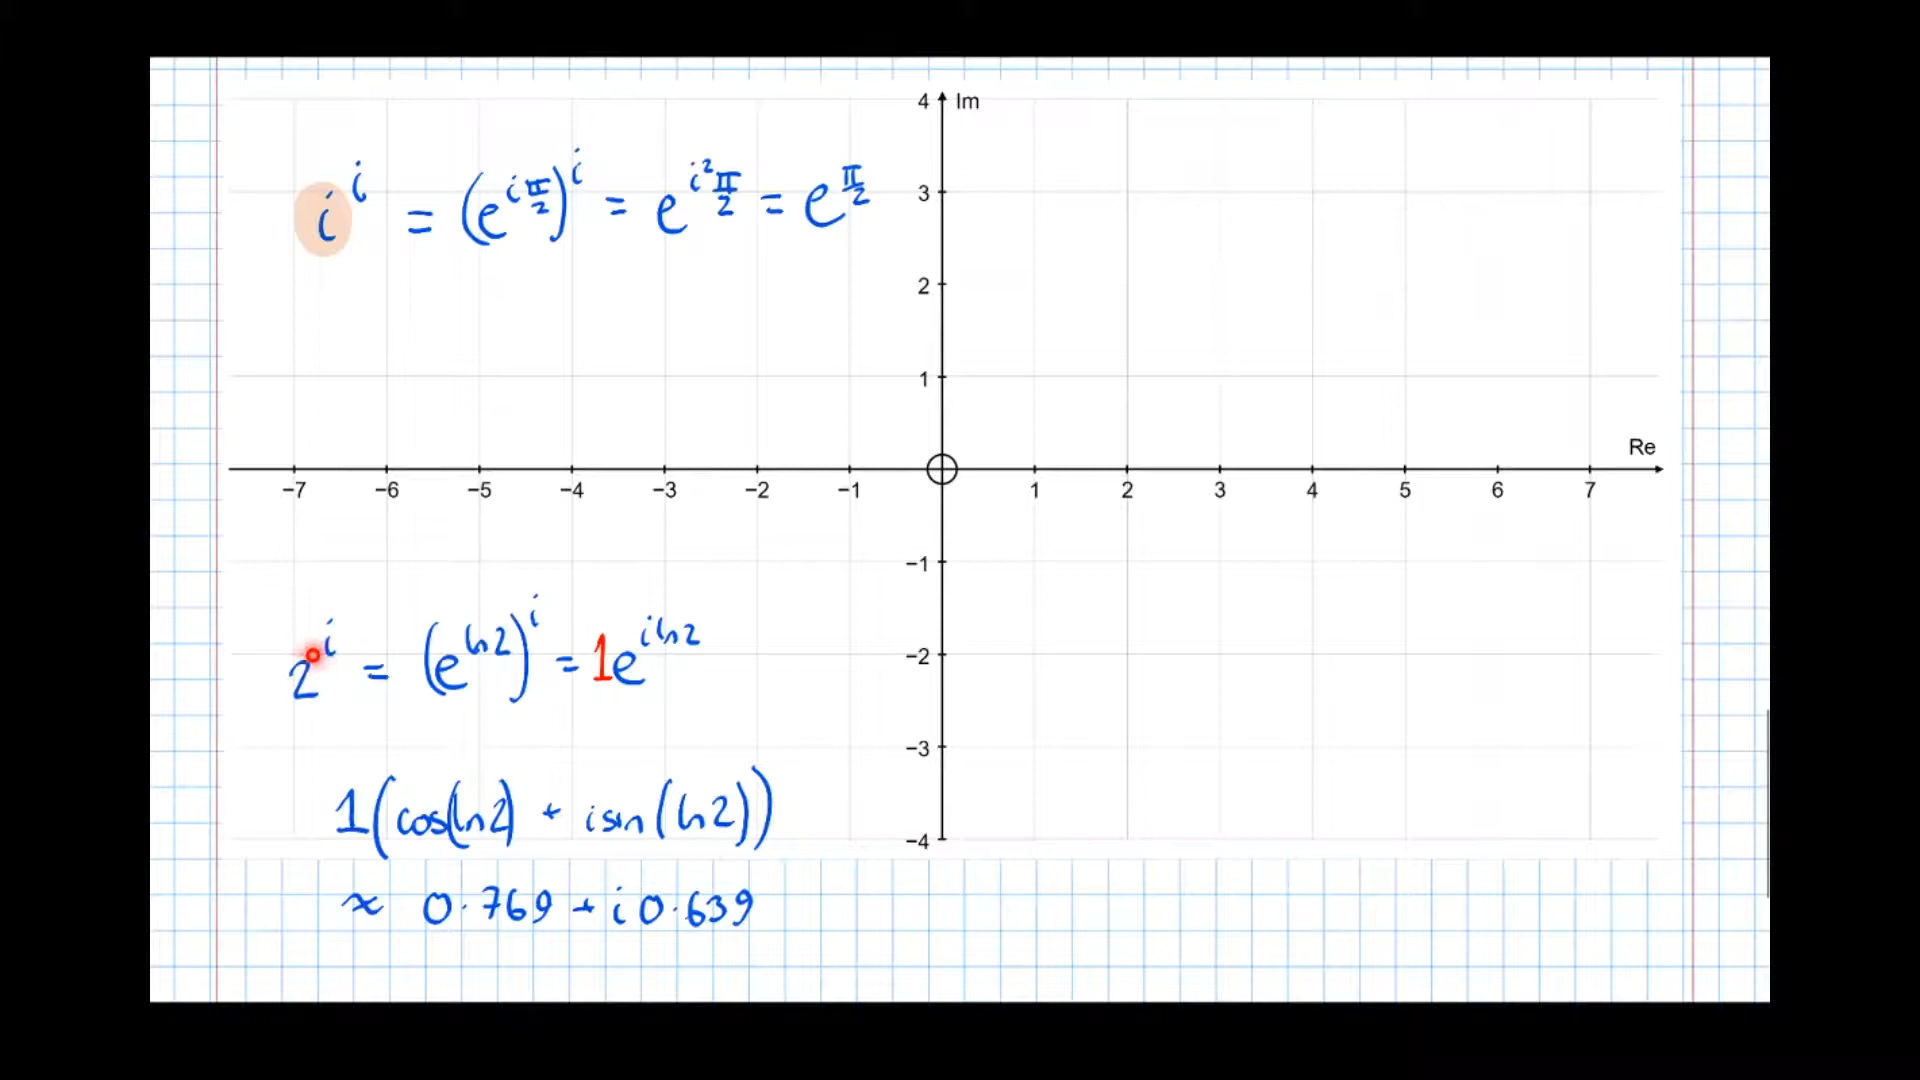 4 Im
i^i = (e^{i π/2})^i = e^{i² π/2} = e^{π/2}
3
2
1
Re
−7 −6 −5 −4 −3 −2 −1 1 2 3 4 5 6 7
−1
2^i = (e^{ln2})^i = 1e^{iln2}
−2
−3
1(cos(ln2) + isin(ln2))
−4
≈ 0.769 + i0.639